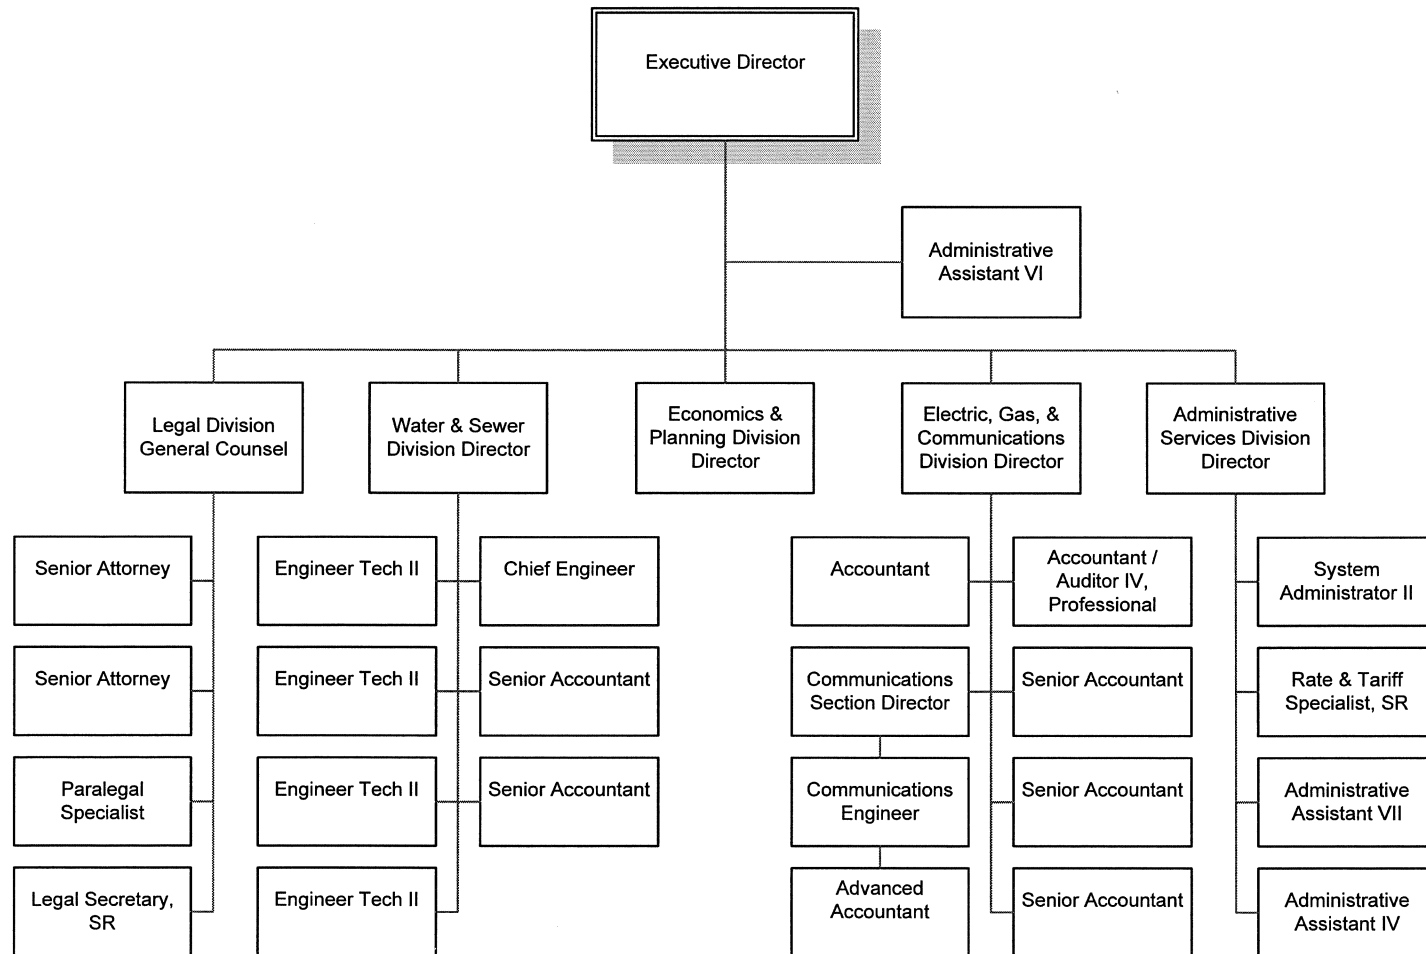 Executive Director
Administrative
Assistant VI
Legal Division
General Counsel
Water & Sewer
Division Director
Economics &
Planning Division
Director
Electric, Gas, &
Communications
Division Director
Administrative
Services Division
Director
Senior Attorney
Engineer Tech II
Chief Engineer
Accountant
Accountant /
Auditor IV,
Professional
System
Administrator II
Senior Attorney
Engineer Tech II
Senior Accountant
Communications
Section Director
Senior Accountant
Rate & Tariff
Specialist, SR
Paralegal
Specialist
Engineer Tech II
Senior Accountant
Communications
Engineer
Senior Accountant
Administrative
Assistant VII
Legal Secretary,
SR
Engineer Tech II
Advanced
Accountant
Senior Accountant
Administrative
Assistant IV